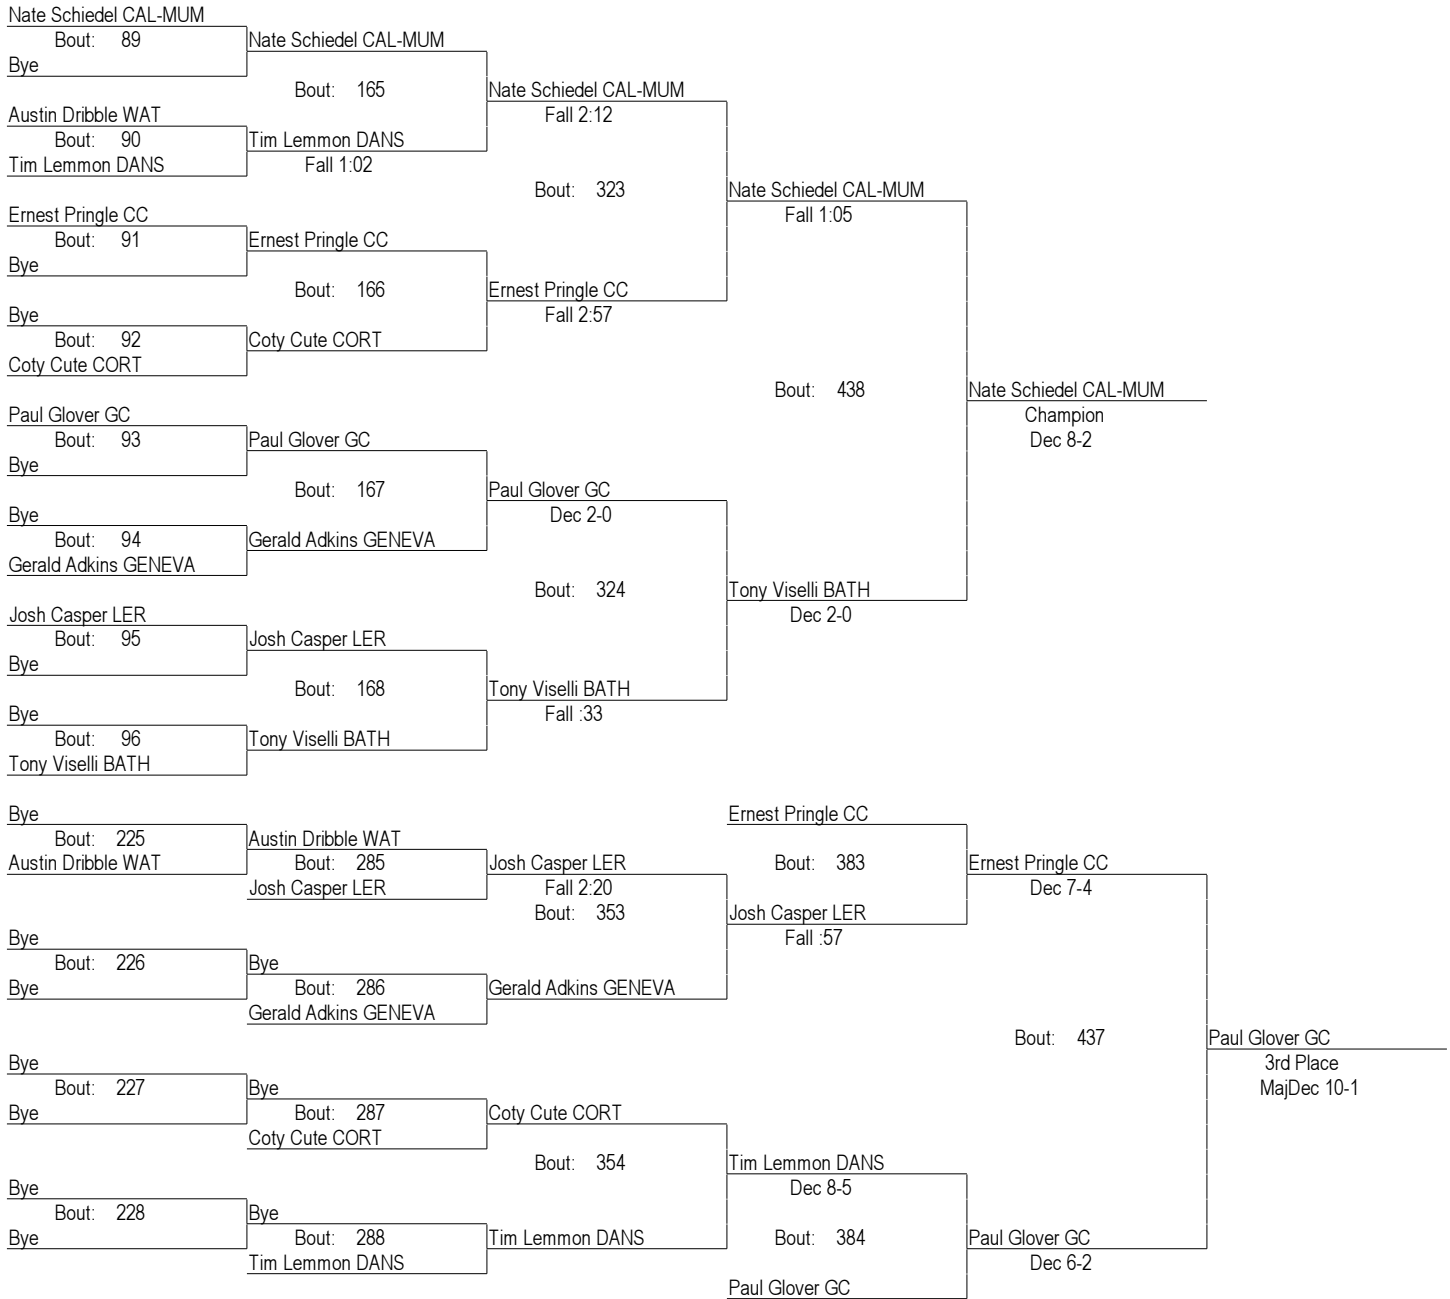 Nate Schiedel CAL-MUM
Bout: 89
Nate Schiedel CAL-MUM
Bye
Bout: 165
Nate Schiedel CAL-MUM
Austin Dribble WAT
Fall 2:12
Bout: 90
Tim Lemmon DANS
Tim Lemmon DANS
Fall 1:02
Bout: 323
Nate Schiedel CAL-MUM
Ernest Pringle CC
Fall 1:05
Bout: 91
Ernest Pringle CC
Bye
Bout: 166
Ernest Pringle CC
Bye
Fall 2:57
Bout: 92
Coty Cute CORT
Coty Cute CORT
Bout: 438
Nate Schiedel CAL-MUM
Paul Glover GC
Champion
Bout: 93
Paul Glover GC
Dec 8-2
Bye
Bout: 167
Paul Glover GC
Bye
Dec 2-0
Bout: 94
Gerald Adkins GENEVA
Gerald Adkins GENEVA
Bout: 324
Tony Viselli BATH
Josh Casper LER
Dec 2-0
Bout: 95
Josh Casper LER
Bye
Bout: 168
Tony Viselli BATH
Bye
Fall :33
Bout: 96
Tony Viselli BATH
Tony Viselli BATH
Bye
Ernest Pringle CC
Bout: 225
Austin Dribble WAT
Austin Dribble WAT
Bout: 285
Josh Casper LER
Bout: 383
Ernest Pringle CC
Josh Casper LER
Fall 2:20
Dec 7-4
Bout: 353
Josh Casper LER
Bye
Fall :57
Bout: 226
Bye
Bye
Bout: 286
Gerald Adkins GENEVA
Gerald Adkins GENEVA
Bout: 437
Paul Glover GC
Bye
3rd Place
Bout: 227
Bye
MajDec 10-1
Bye
Bout: 287
Coty Cute CORT
Coty Cute CORT
Bout: 354
Tim Lemmon DANS
Bye
Dec 8-5
Bout: 228
Bye
Bye
Bout: 288
Tim Lemmon DANS
Bout: 384
Paul Glover GC
Tim Lemmon DANS
Dec 6-2
Paul Glover GC